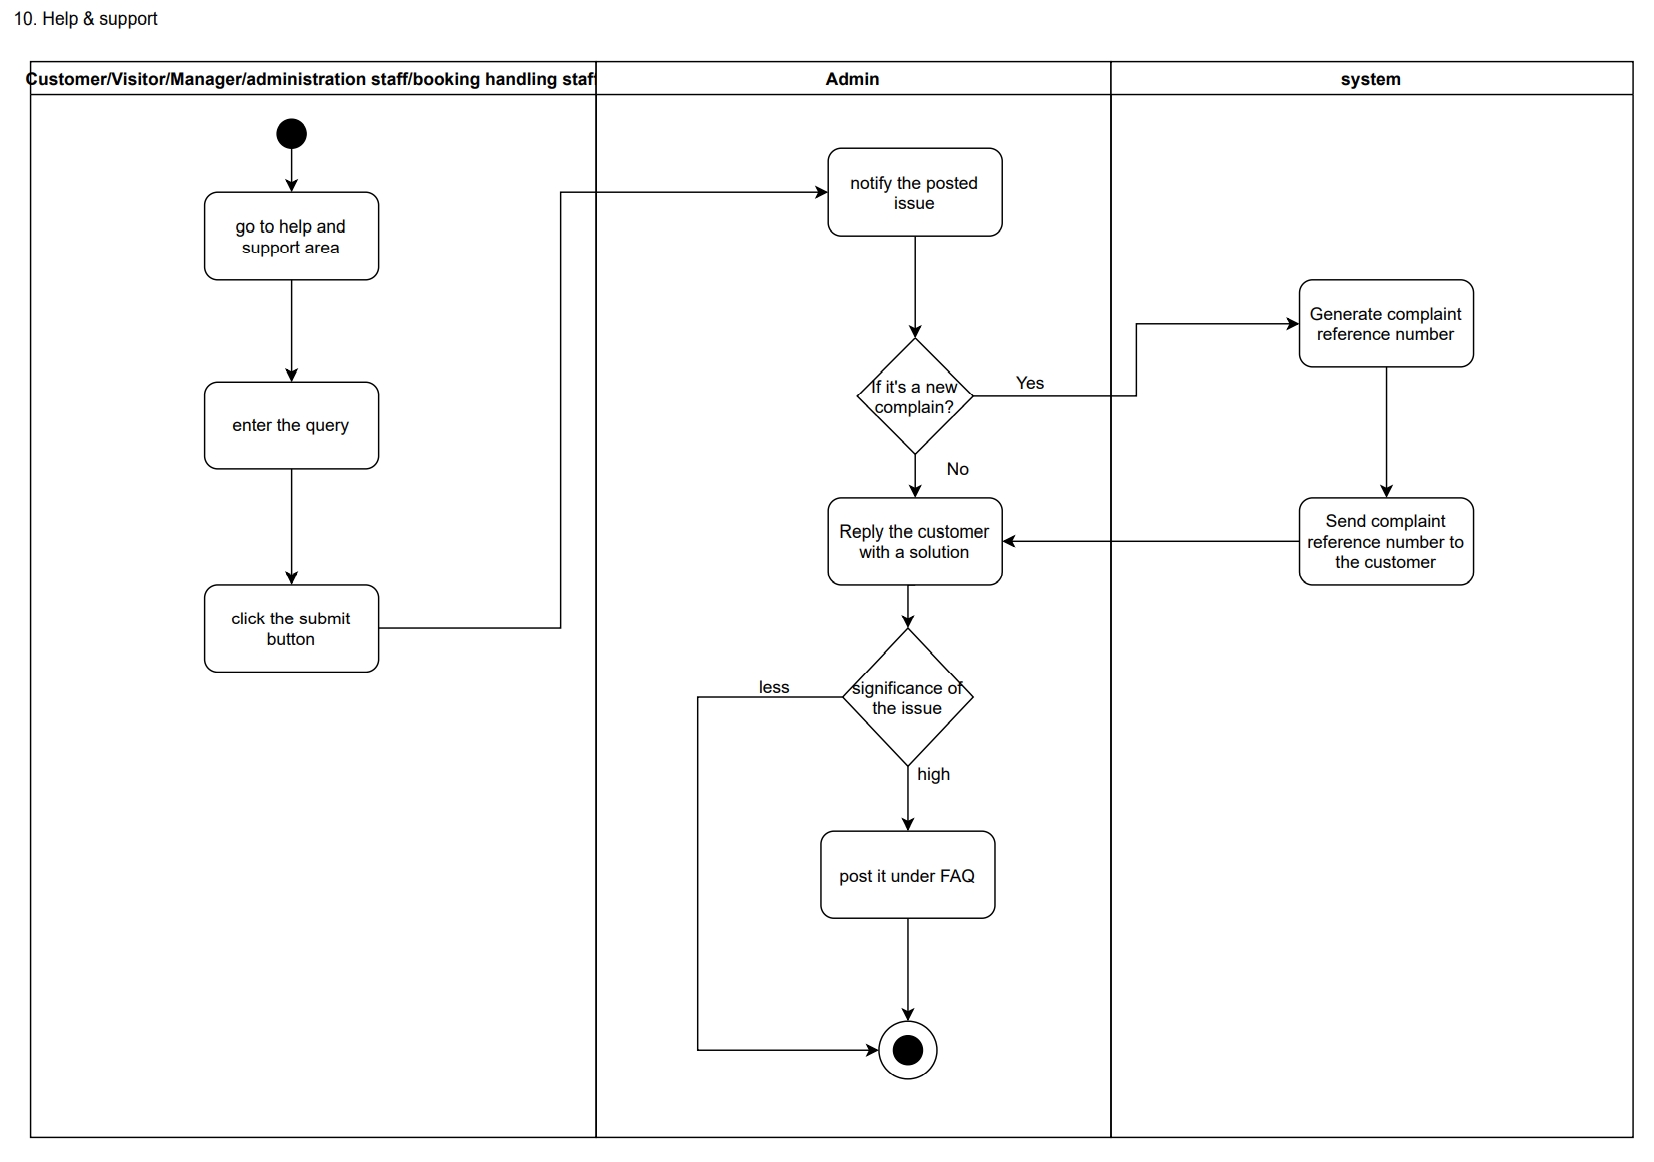 10. Help & support
Customer/Visitor/Manager/administration staff/booking handling staff
Admin
system
go to help and
support area
enter the query
click the submit
button
notify the posted
issue
If it's a new
complain?
Yes
No
Generate complaint
reference number
Send complaint
reference number to
the customer
Reply the customer
with a solution
significance of
the issue
less
high
post it under FAQ